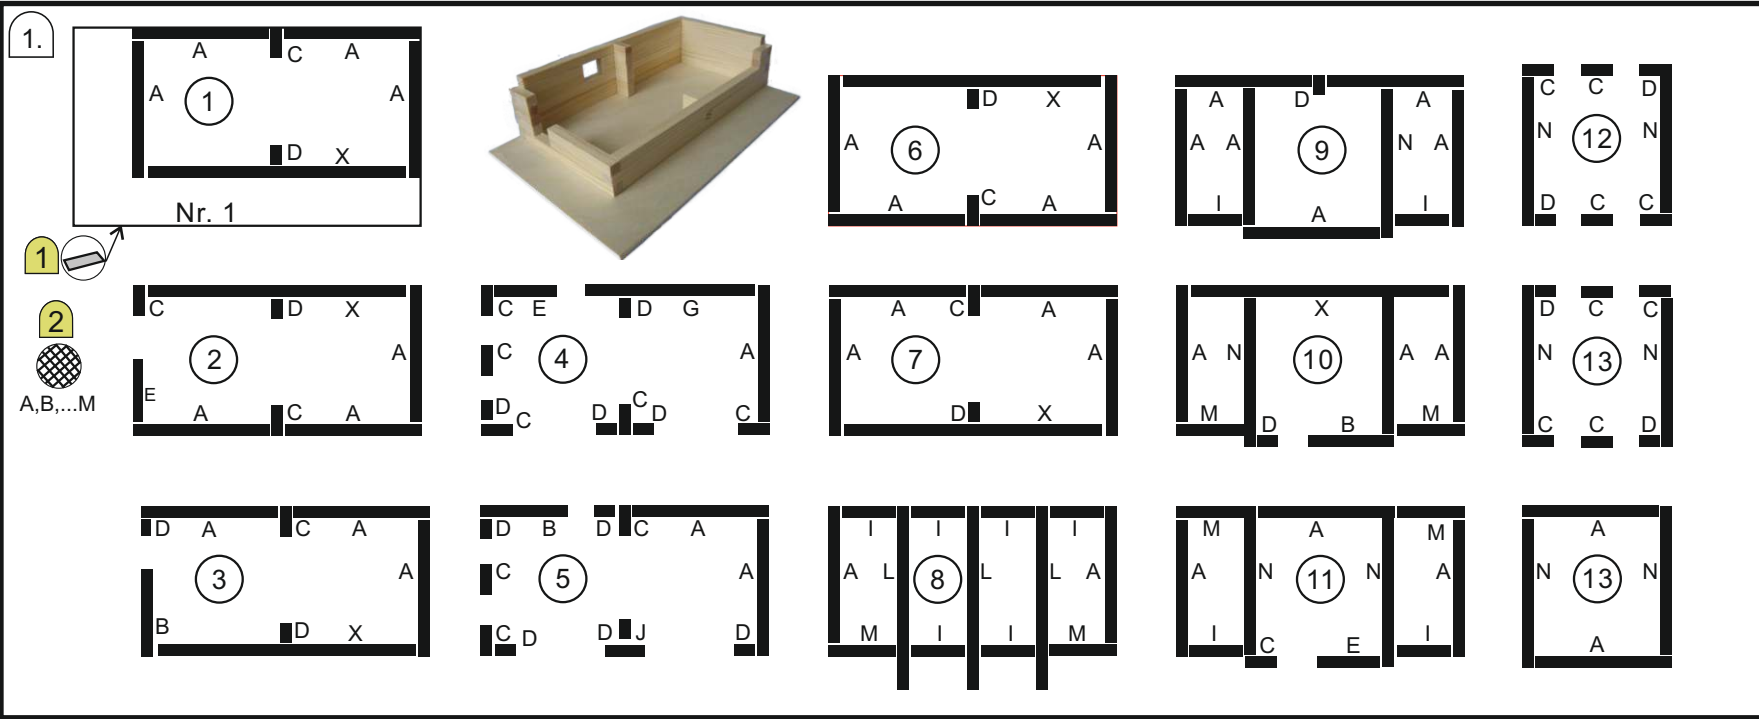 1.
A C A
A 1 A
D X
Nr. 1
1
2
A,B,...M
D X
A 6 A
A C A
A D A
A A 9 N A
I A I
C C D
N 12 N
D C C
C D X
2 A
E A C A
C E D G
C 4 A
D C D C D C
A C A
A 7 A
D X
X
A N 10 A A
M D B M
D C C
N 13 N
C C D
D A C A
3 A
B D X
D B D C A
C 5 A
C D D J D
I I I I
A L 8 L L A
M I I M
M A M
A N 11 N A
I C E I
A
N 13 N
A